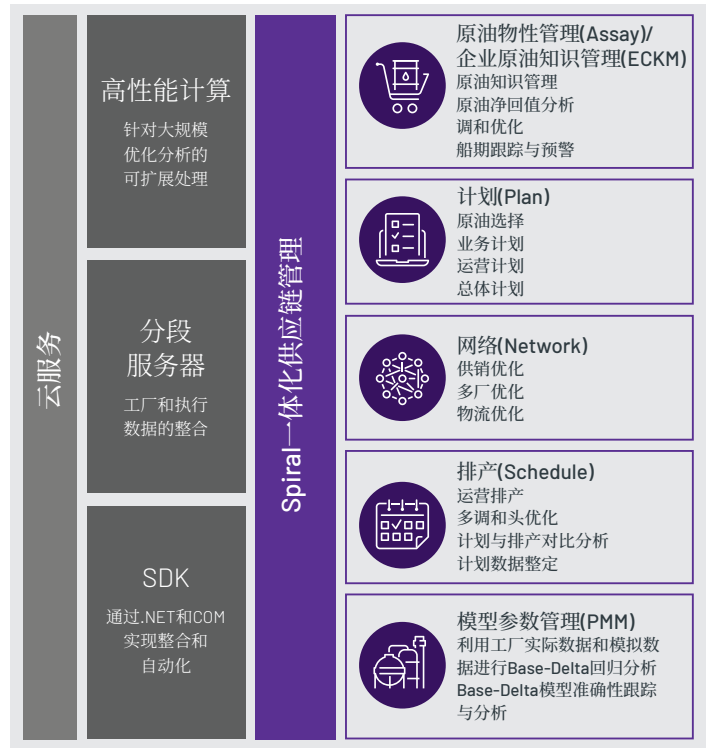 云服务
高性能计算
针对大规模
优化分析的
可扩展处理
分段
服务器
工厂和执行
数据的整合
SDK
通过.NET和COM
实现整合和
自动化
Spiral一体化供应链管理
原油物性管理(Assay)/
企业原油知识管理(ECKM)
原油知识管理
原油净回值分析
调和优化
船期跟踪与预警
计划(Plan)
原油选择
业务计划
运营计划
总体计划
网络(Network)
供销优化
多厂优化
物流优化
排产(Schedule)
运营排产
多调和头优化
计划与排产对比分析
计划数据整定
模型参数管理(PMM)
利用工厂实际数据和模拟数
据进行Base-Delta回归分析
Base-Delta模型准确性跟踪
与分析